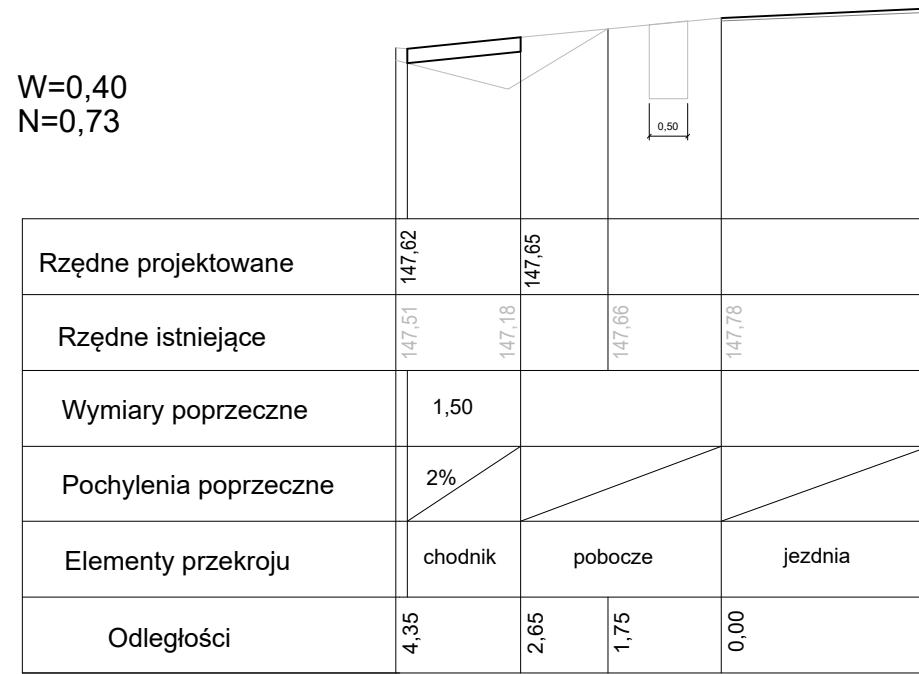 W=0,40
N=0,73
0,50
Rzędne projektowane 147,62 147,65
Rzędne istniejące 147,51 147,18 147,66 147,78
Wymiary poprzeczne 1,50
Pochylenia poprzeczne 2%
Elementy przekroju chodnik pobocze jezdnia
Odległości 4,35 2,65 1,75 0,00